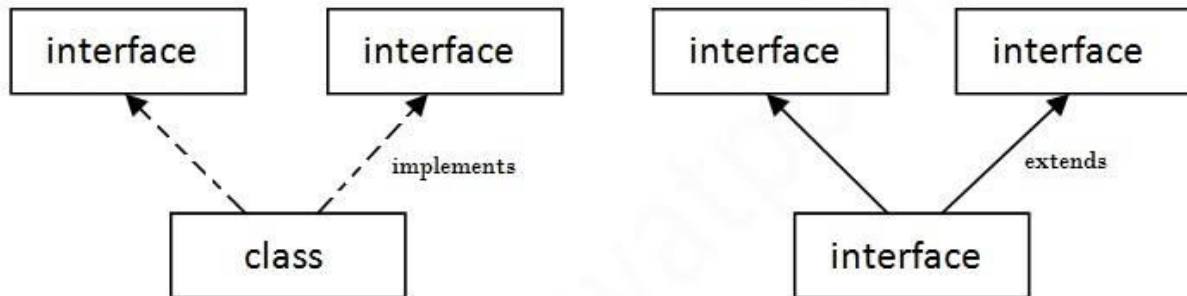 interface interface interface interface
implements extends
class interface